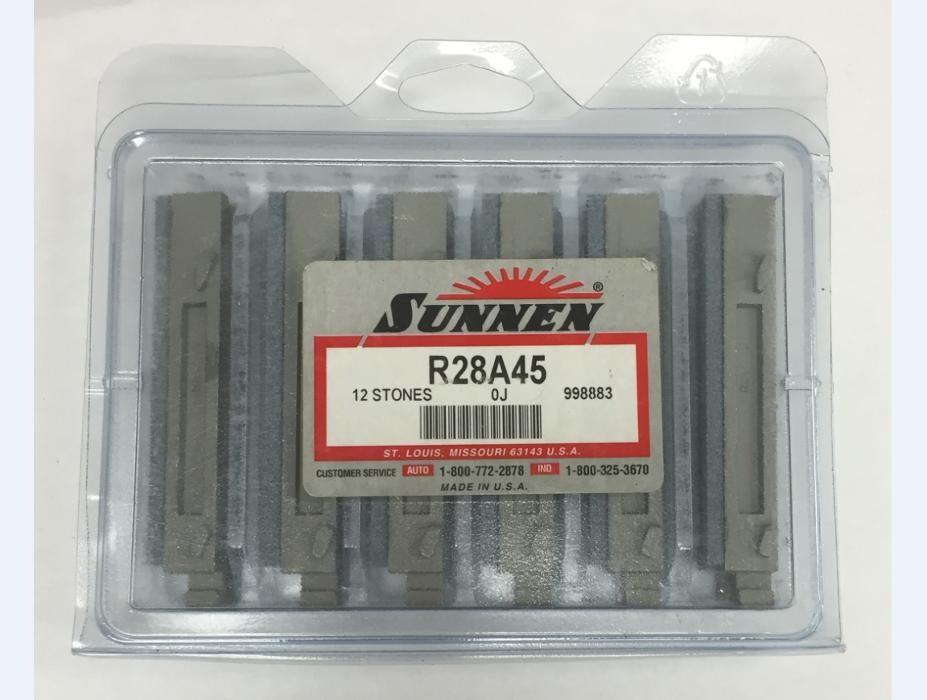 SUNNEN®
R28A45
12 STONES 0J 998883
ST. LOUIS, MISSOURI 63143 U.S.A.
CUSTOMER SERVICE AUTO 1-800-772-2878 IND 1-800-325-3670
MADE IN U.S.A.
1